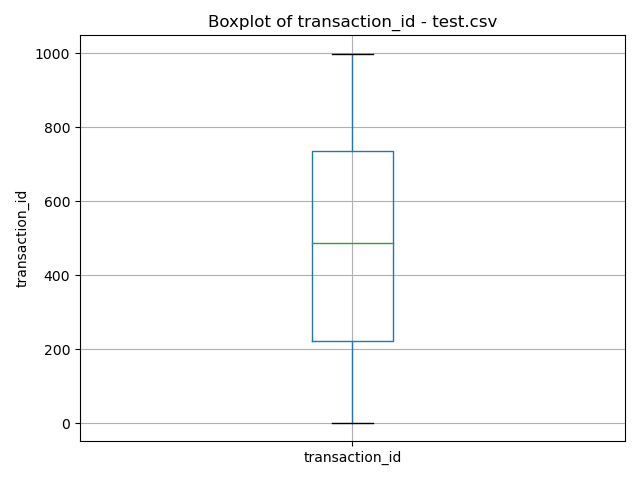 Boxplot of transaction_id - test.csv
1000
800
600
400
200
0
transaction_id
transaction_id